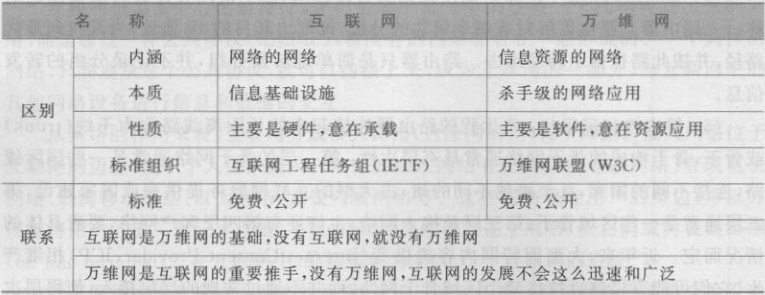 名 称 互 联 网 万 维 网
内涵 网络的网络 信息资源的网络
本质 信息基础设施 杀手级的网络应用
区别
性质 主要是硬件,意在承载 主要是软件,意在资源应用
标准组织 互联网工程任务组(IETF) 万维网联盟(W3C)
标准 免费、公开 免费、公开
联系 互联网是万维网的基础,没有互联网,就没有万维网
万维网是互联网的重要推手,没有万维网,互联网的发展不会这么迅速和广泛